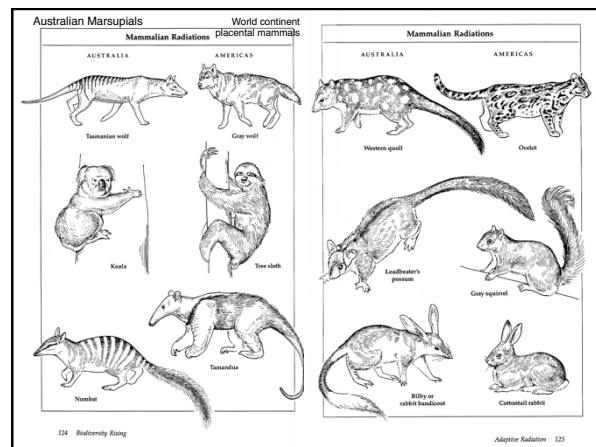 Australian Marsupials
World continent
placental mammals
Mammalian Radiations
AUSTRALIA
AMERICAS
Tasmanian wolf
Gray wolf
Koala
Tree sloth
Numbat
Tamandua
124 Biodiversity Rising
Mammalian Radiations
AUSTRALIA
AMERICAS
Western quoll
Ocelot
Leadbeater's
possum
Gray squirrel
Bilby or
rabbit bandicoot
Cottontail rabbit
Adaptive Radiation 125